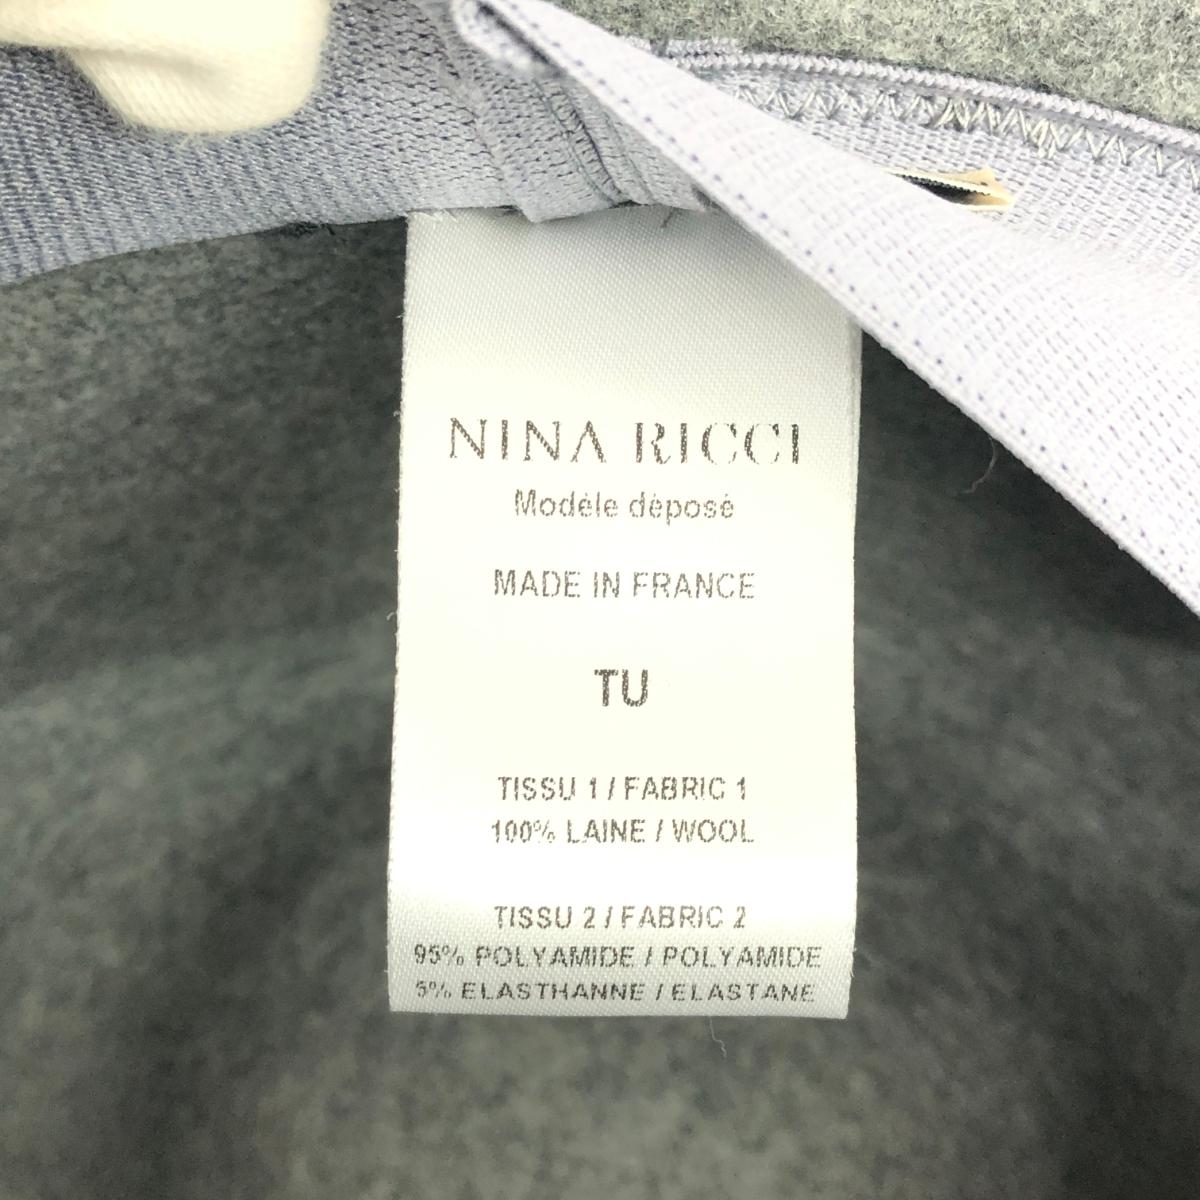 NINA RICCI
Modèle déposé
MADE IN FRANCE
TU
TISSU 1 / FABRIC 1
100% LAINE / WOOL
TISSU 2 / FABRIC 2
95% POLYAMIDE / POLYAMIDE
5% ELASTHANNE / ELASTANE